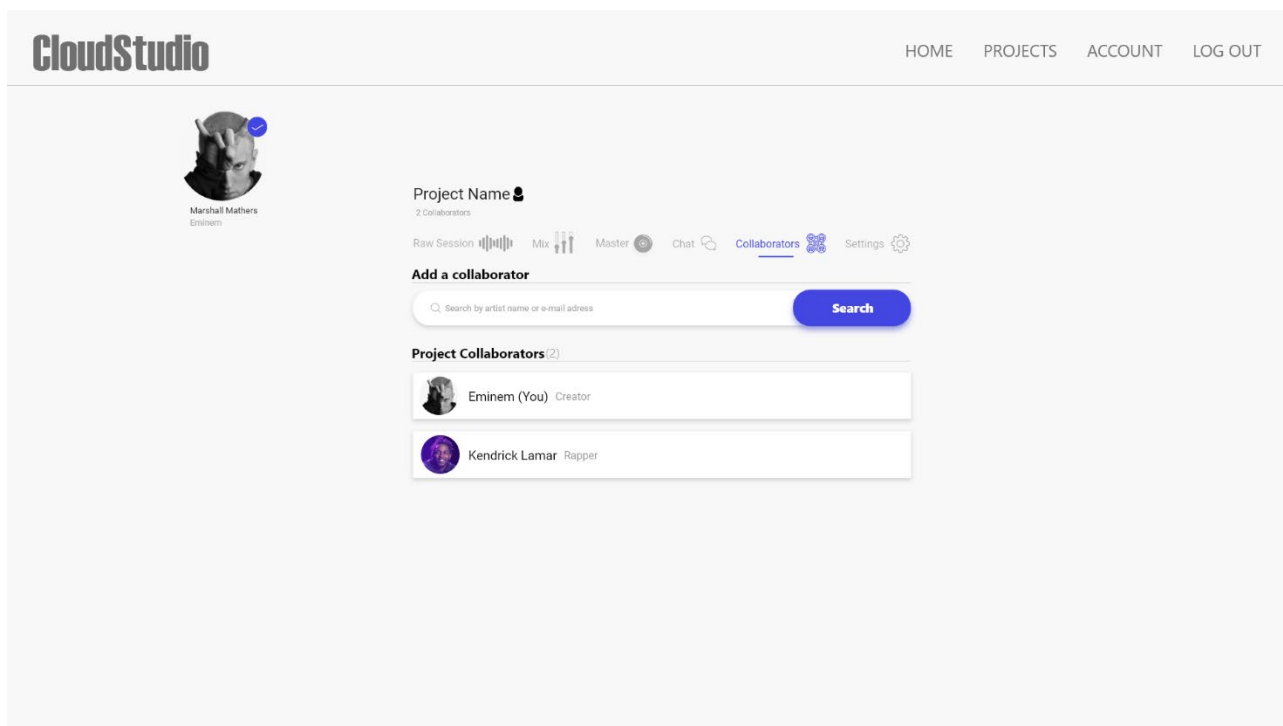 CloudStudio
HOME PROJECTS ACCOUNT LOG OUT
Marshall Mathers
Eminem
Project Name
2 Collaborators
Raw Session Mix Master Chat Collaborators Settings
Add a collaborator
Search by artist name or e-mail adress
Search
Project Collaborators(2)
Eminem (You) Creator
Kendrick Lamar Rapper